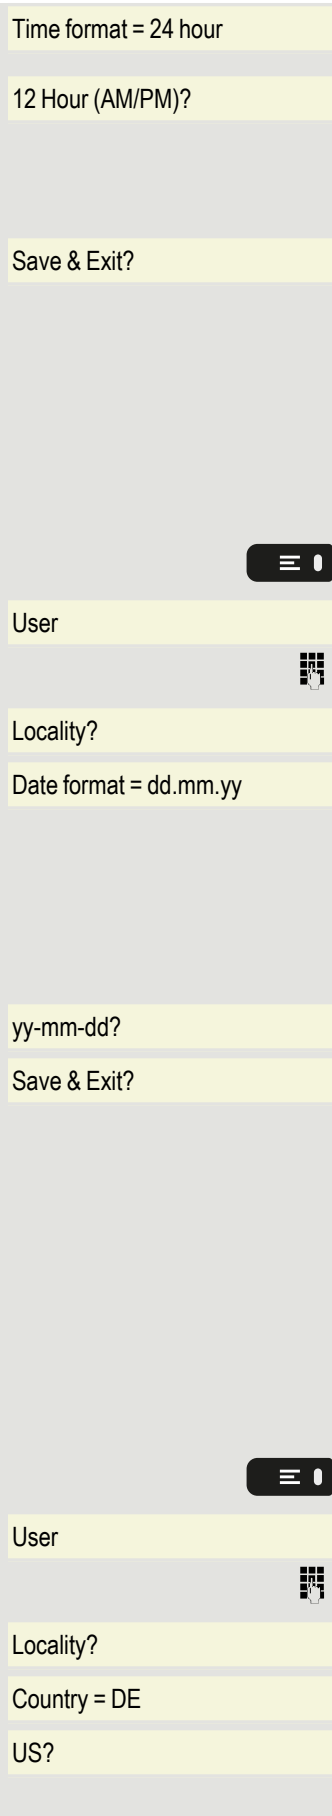 Time format = 24 hour
12 Hour (AM/PM)?
Save & Exit?
User
Locality?
Date format = dd.mm.yy
yy-mm-dd?
Save & Exit?
User
Locality?
Country = DE
US?